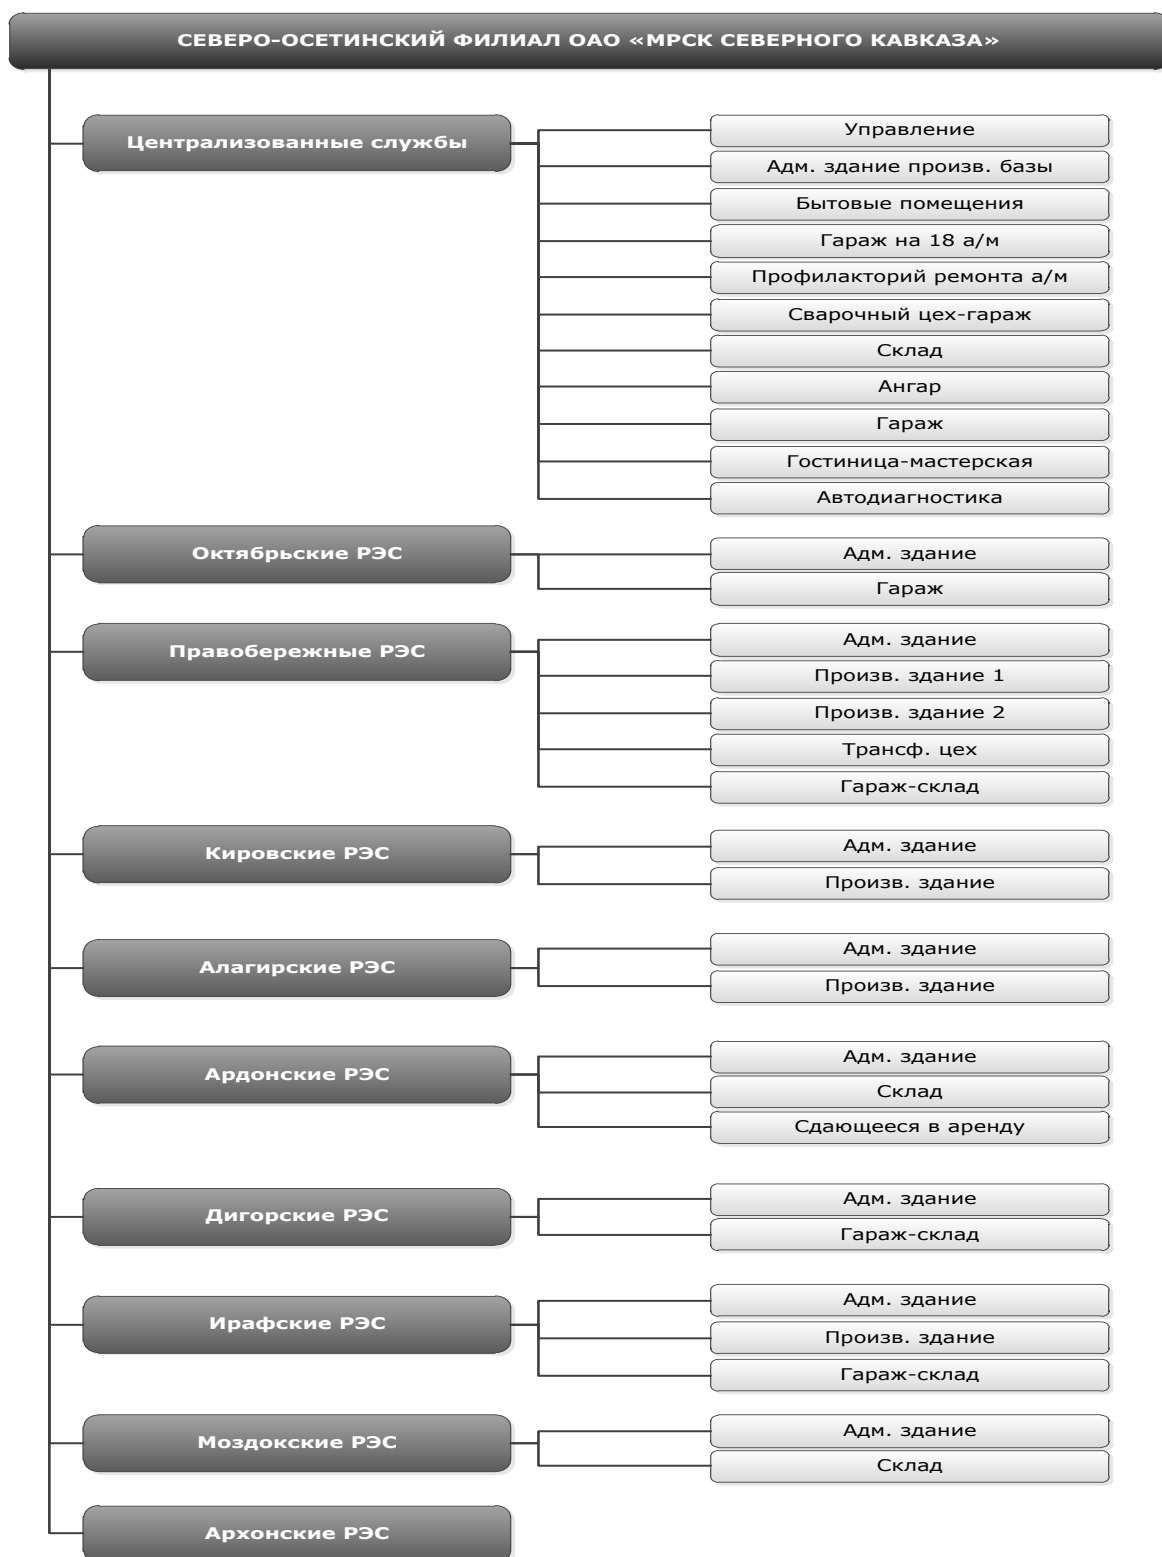 СЕВЕРО-ОСЕТИНСКИЙ ФИЛИАЛ ОАО «МРСК СЕВЕРНОГО КАВКАЗА»
Централизованные службы
Управление
Адм. здание произв. базы
Бытовые помещения
Гараж на 18 а/м
Профилакторий ремонта а/м
Сварочный цех-гараж
Склад
Ангар
Гараж
Гостиница-мастерская
Автодиагностика
Октябрьские РЭС
Адм. здание
Гараж
Правобережные РЭС
Адм. здание
Произв. здание 1
Произв. здание 2
Трансф. цех
Гараж-склад
Кировские РЭС
Адм. здание
Произв. здание
Алагирские РЭС
Адм. здание
Произв. здание
Ардонские РЭС
Адм. здание
Склад
Сдающееся в аренду
Дигорские РЭС
Адм. здание
Гараж-склад
Ирафские РЭС
Адм. здание
Произв. здание
Гараж-склад
Моздокские РЭС
Адм. здание
Склад
Архонские РЭС